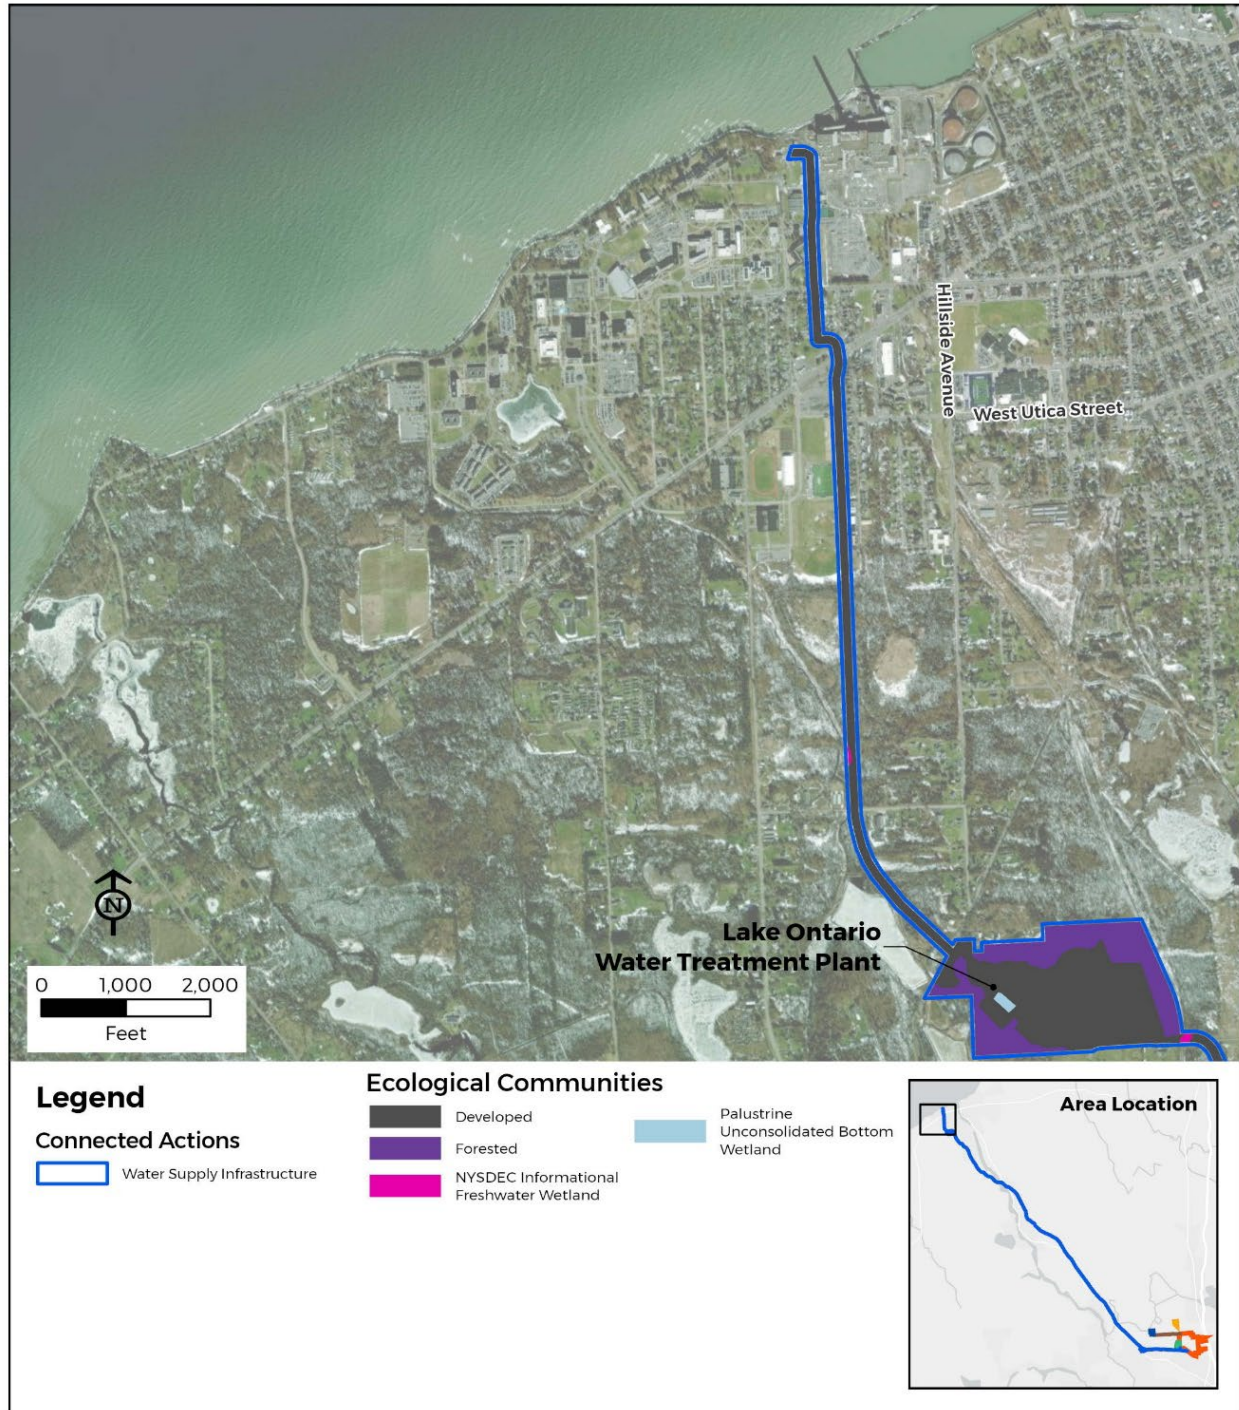 Hillside Avenue
West Utica Street
Lake Ontario
Water Treatment Plant
N
0 1,000 2,000
Feet
Legend
Connected Actions
Water Supply Infrastructure
Ecological Communities
Developed
Forested
NYSDEC Informational
Freshwater Wetland
Palustrine
Unconsolidated Bottom
Wetland
Area Location